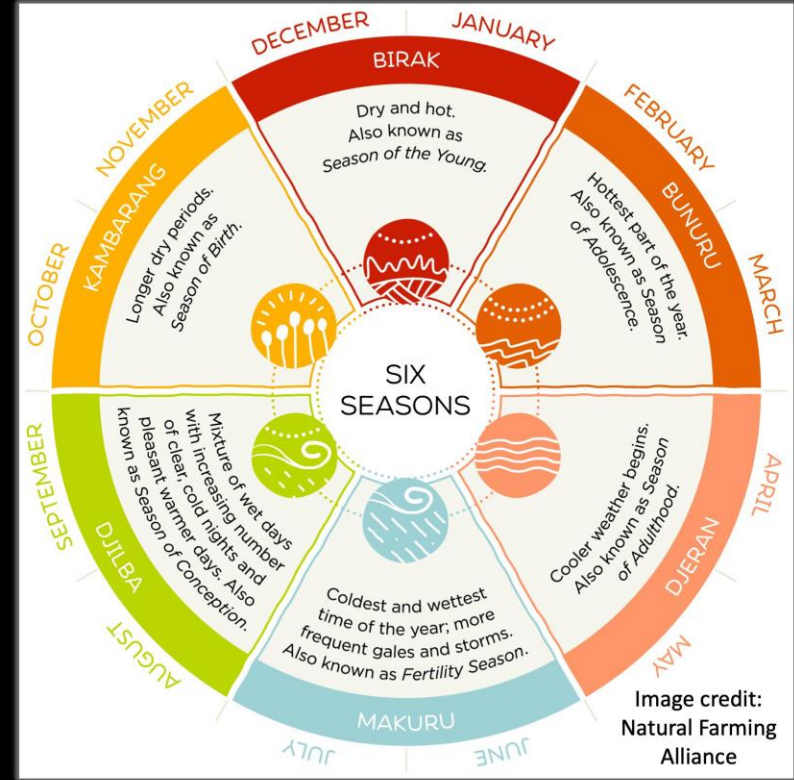 DECEMBER
JANUARY
BIRAK
Dry and hot.
Also known as
Season of the Young.
FEBRUARY
MARCH
BUNURU
Hottest part of the year.
Also known as Season
of Adolescence.
APRIL
MAY
DJERAN
Cooler weather begins.
Also known as Season
of Adulthood.
JUNE
JULY
MAKURU
Coldest and wettest
time of the year; more
frequent gales and storms.
Also known as Fertility Season.
AUGUST
SEPTEMBER
DJILBA
Mixture of wet days
with increasing number
of clear, cold nights and
pleasant warmer days. Also
known as Season of Conception.
OCTOBER
NOVEMBER
KAMBARANG
Longer dry periods.
Also known as
Season of Birth.
SIX
SEASONS
Image credit:
Natural Farming
Alliance